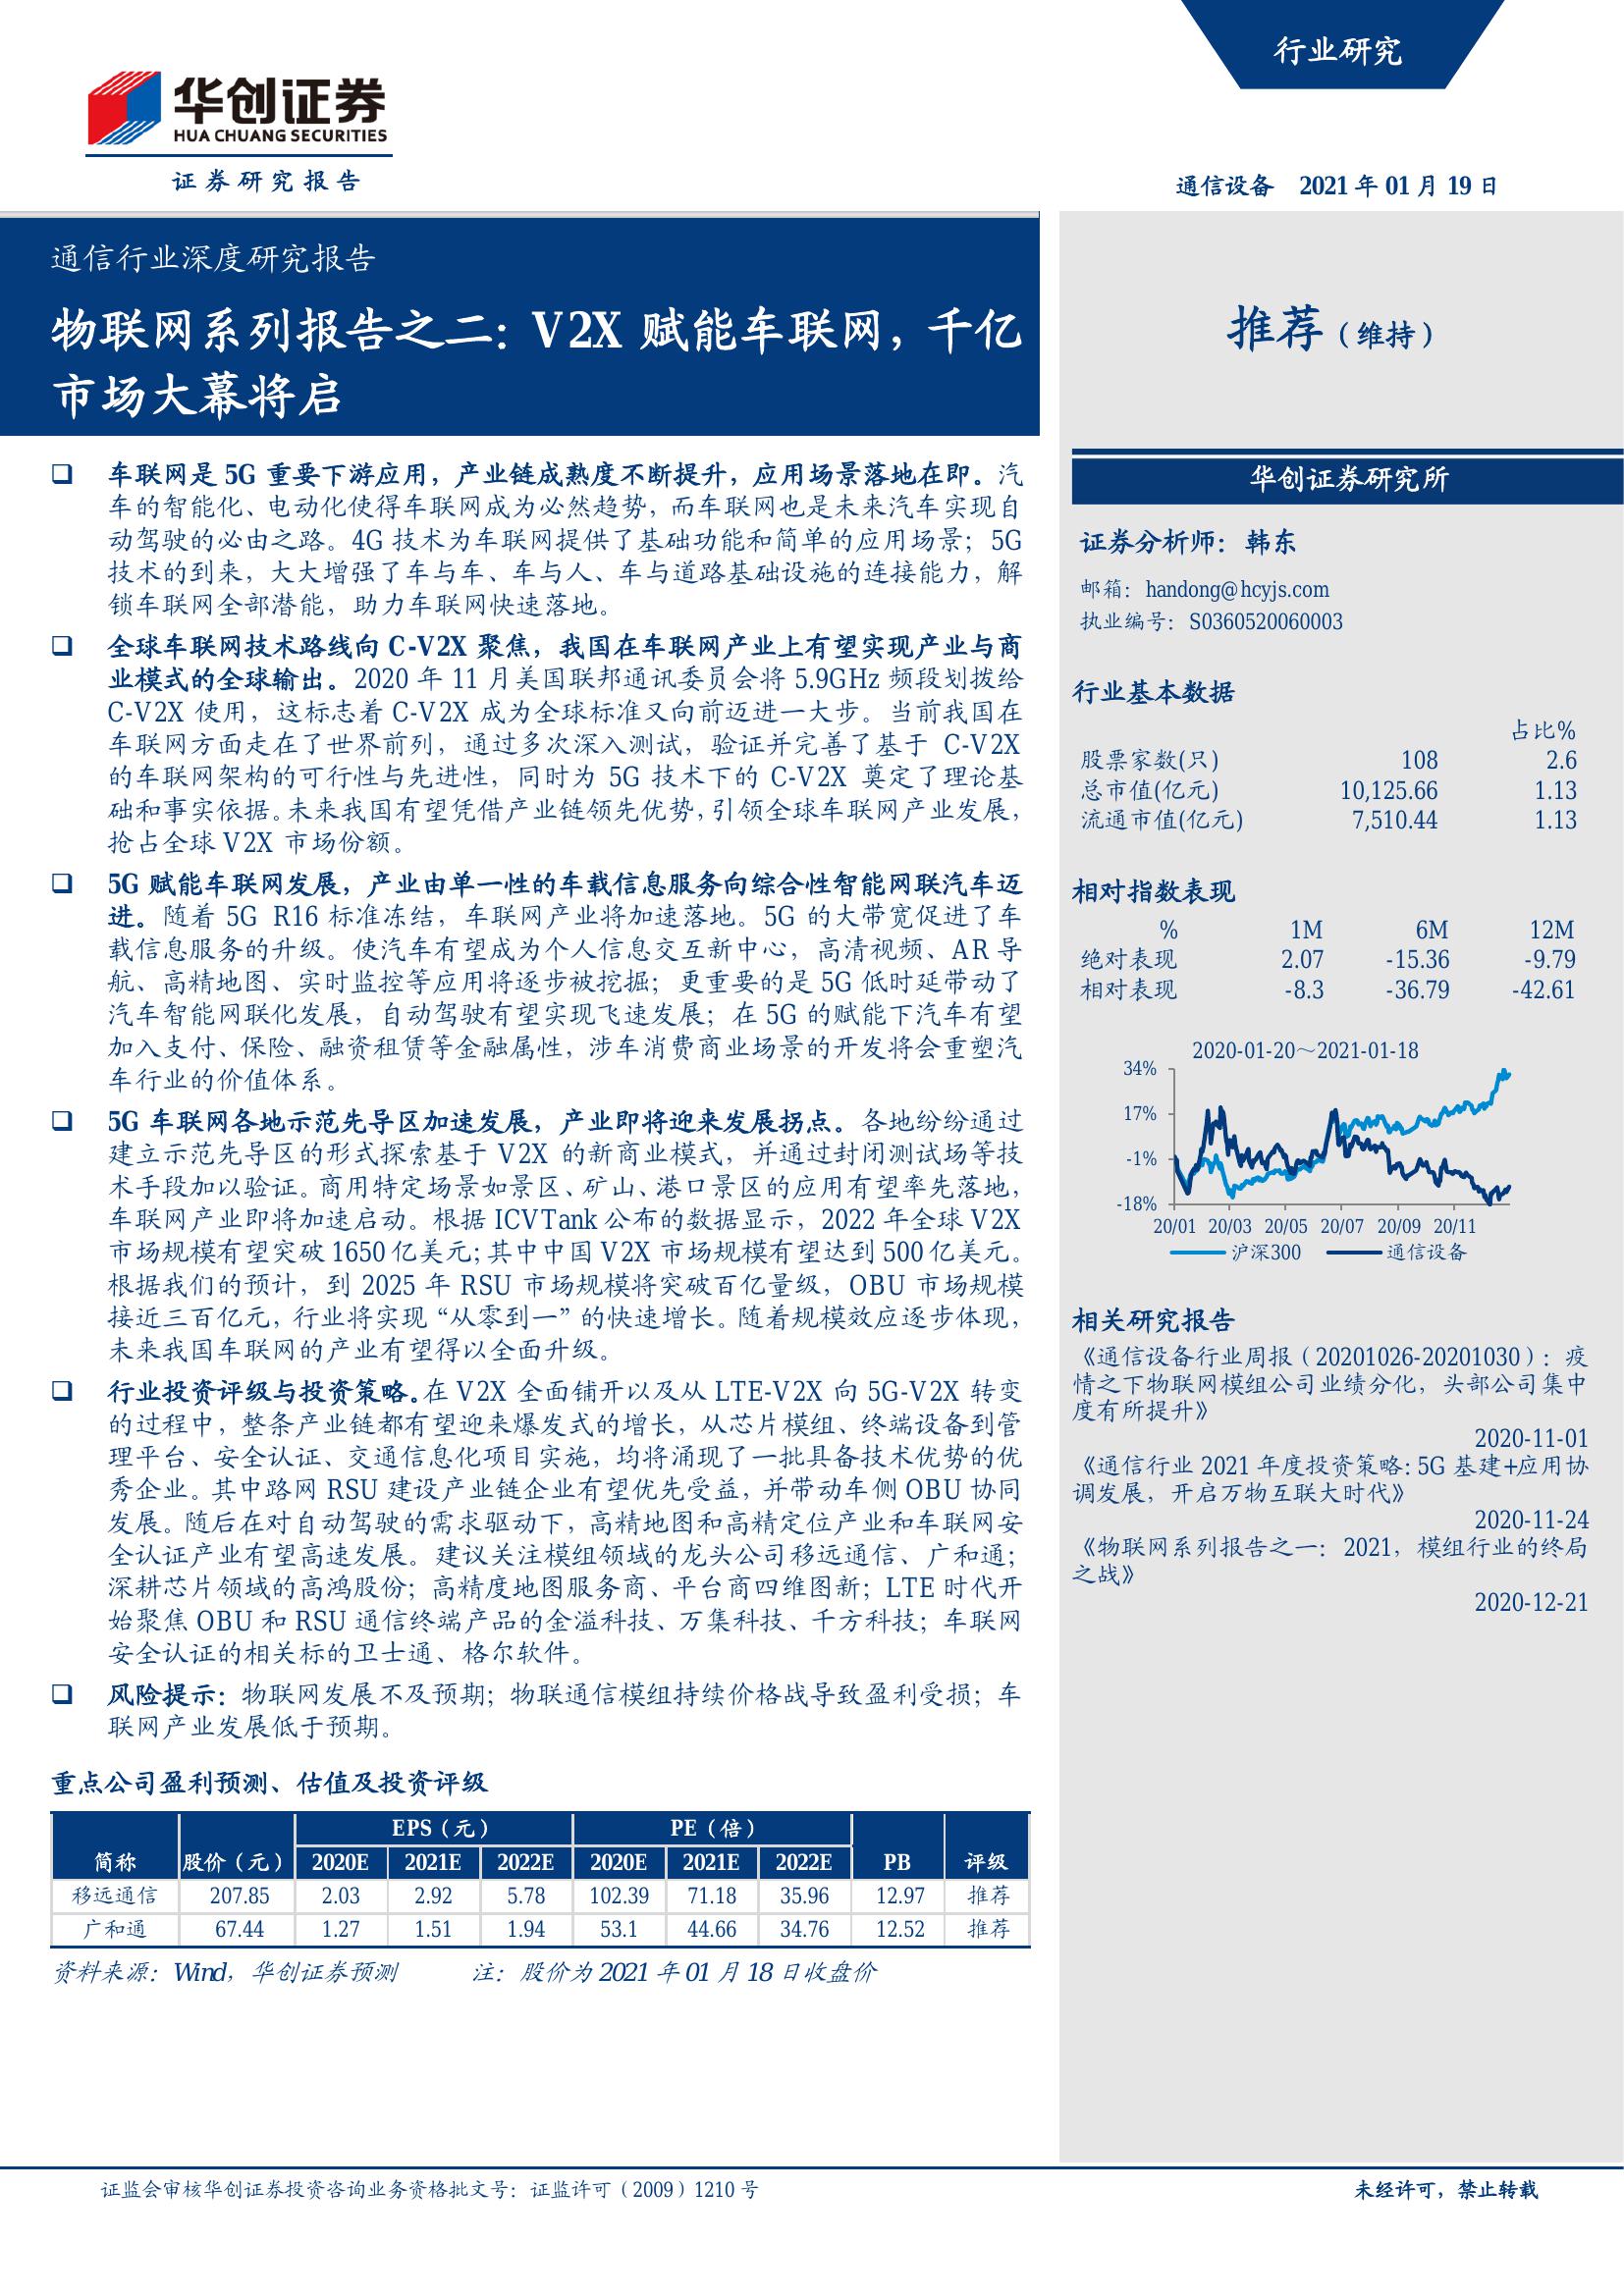 行业研究
华创证券
HUA CHUANG SECURITIES
证券研究报告
通信设备 2021 年 01 月 19 日
通信行业深度研究报告
物联网系列报告之二：V2X 赋能车联网，千亿
市场大幕将启
❑ 车联网是 5G 重要下游应用，产业链成熟度不断提升，应用场景落地在即。汽
车的智能化、电动化使得车联网成为必然趋势，而车联网也是未来汽车实现自
动驾驶的必由之路。4G 技术为车联网提供了基础功能和简单的应用场景；5G
技术的到来，大大增强了车与车、车与人、车与道路基础设施的连接能力，解
锁车联网全部潜能，助力车联网快速落地。
❑ 全球车联网技术路线向 C-V2X 聚焦，我国在车联网产业上有望实现产业与商
业模式的全球输出。2020 年 11 月美国联邦通讯委员会将 5.9GHz 频段划拨给
C-V2X 使用，这标志着 C-V2X 成为全球标准又向前迈进一大步。当前我国在
车联网方面走在了世界前列，通过多次深入测试，验证并完善了基于 C-V2X
的车联网架构的可行性与先进性，同时为 5G 技术下的 C-V2X 奠定了理论基
础和事实依据。未来我国有望凭借产业链领先优势，引领全球车联网产业发展，
抢占全球 V2X 市场份额。
❑ 5G 赋能车联网发展，产业由单一性的车载信息服务向综合性智能网联汽车迈
进。随着 5G R16 标准冻结，车联网产业将加速落地。5G 的大带宽促进了车
载信息服务的升级。使汽车有望成为个人信息交互新中心，高清视频、AR 导
航、高精地图、实时监控等应用将逐步被挖掘；更重要的是 5G 低时延带动了
汽车智能网联化发展，自动驾驶有望实现飞速发展；在 5G 的赋能下汽车有望
加入支付、保险、融资租赁等金融属性，涉车消费商业场景的开发将会重塑汽
车行业的价值体系。
❑ 5G 车联网各地示范先导区加速发展，产业即将迎来发展拐点。各地纷纷通过
建立示范先导区的形式探索基于 V2X 的新商业模式，并通过封闭测试场等技
术手段加以验证。商用特定场景如景区、矿山、港口景区的应用有望率先落地，
车联网产业即将加速启动。根据 ICVTank 公布的数据显示，2022 年全球 V2X
市场规模有望突破 1650 亿美元；其中中国 V2X 市场规模有望达到 500 亿美元。
根据我们的预计，到 2025 年 RSU 市场规模将突破百亿量级，OBU 市场规模
接近三百亿元，行业将实现“从零到一”的快速增长。随着规模效应逐步体现，
未来我国车联网的产业有望得以全面升级。
❑ 行业投资评级与投资策略。在 V2X 全面铺开以及从 LTE-V2X 向 5G-V2X 转变
的过程中，整条产业链都有望迎来爆发式的增长，从芯片模组、终端设备到管
理平台、安全认证、交通信息化项目实施，均将涌现了一批具备技术优势的优
秀企业。其中路网 RSU 建设产业链企业有望优先受益，并带动车侧 OBU 协同
发展。随后在对自动驾驶的需求驱动下，高精地图和高精定位产业和车联网安
全认证产业有望高速发展。建议关注模组领域的龙头公司移远通信、广和通；
深耕芯片领域的高鸿股份；高精度地图服务商、平台商四维图新；LTE 时代开
始聚焦 OBU 和 RSU 通信终端产品的金溢科技、万集科技、千方科技；车联网
安全认证的相关标的卫士通、格尔软件。
❑ 风险提示：物联网发展不及预期；物联通信模组持续价格战导致盈利受损；车
联网产业发展低于预期。
重点公司盈利预测、估值及投资评级
EPS（元） PE（倍）
简称 股价（元） 2020E 2021E 2022E 2020E 2021E 2022E PB 评级
移远通信 207.85 2.03 2.92 5.78 102.39 71.18 35.96 12.97 推荐
广和通 67.44 1.27 1.51 1.94 53.1 44.66 34.76 12.52 推荐
资料来源：Wind，华创证券预测 注：股价为 2021 年 01 月 18 日收盘价
推荐（维持）
华创证券研究所
证券分析师：韩东
邮箱：handong@hcyjs.com
执业编号：S0360520060003
行业基本数据
占比%
股票家数(只) 108 2.6
总市值(亿元) 10,125.66 1.13
流通市值(亿元) 7,510.44 1.13
相对指数表现
% 1M 6M 12M
绝对表现 2.07 -15.36 -9.79
相对表现 -8.3 -36.79 -42.61
2020-01-20～2021-01-18
34%
17%
-1%
-18%
20/01 20/03 20/05 20/07 20/09 20/11
沪深300 通信设备
相关研究报告
《通信设备行业周报（20201026-20201030）：疫
情之下物联网模组公司业绩分化，头部公司集中
度有所提升》
2020-11-01
《通信行业 2021 年度投资策略：5G 基建+应用协
调发展，开启万物互联大时代》
2020-11-24
《物联网系列报告之一：2021，模组行业的终局
之战》
2020-12-21
证监会审核华创证券投资咨询业务资格批文号：证监许可（2009）1210 号
未经许可，禁止转载